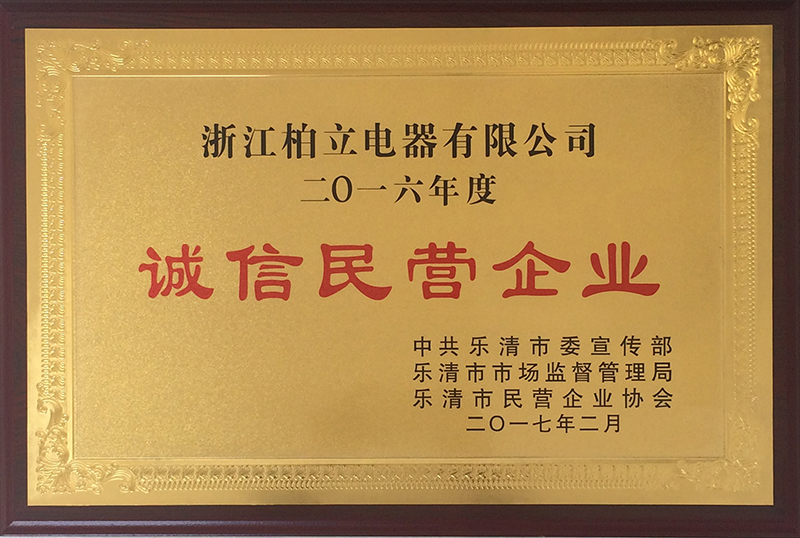 浙江柏立电器有限公司
二〇一六年度
诚信民营企业
中共乐清市委宣传部
乐清市市场监督管理局
乐清市民营企业协会
二〇一七年二月